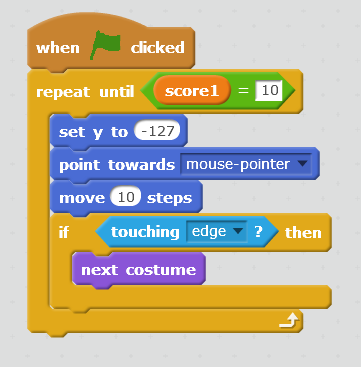 when clicked
repeat until score1 = 10
set y to -127
point towards mouse-pointer
move 10 steps
if touching edge ? then
next costume